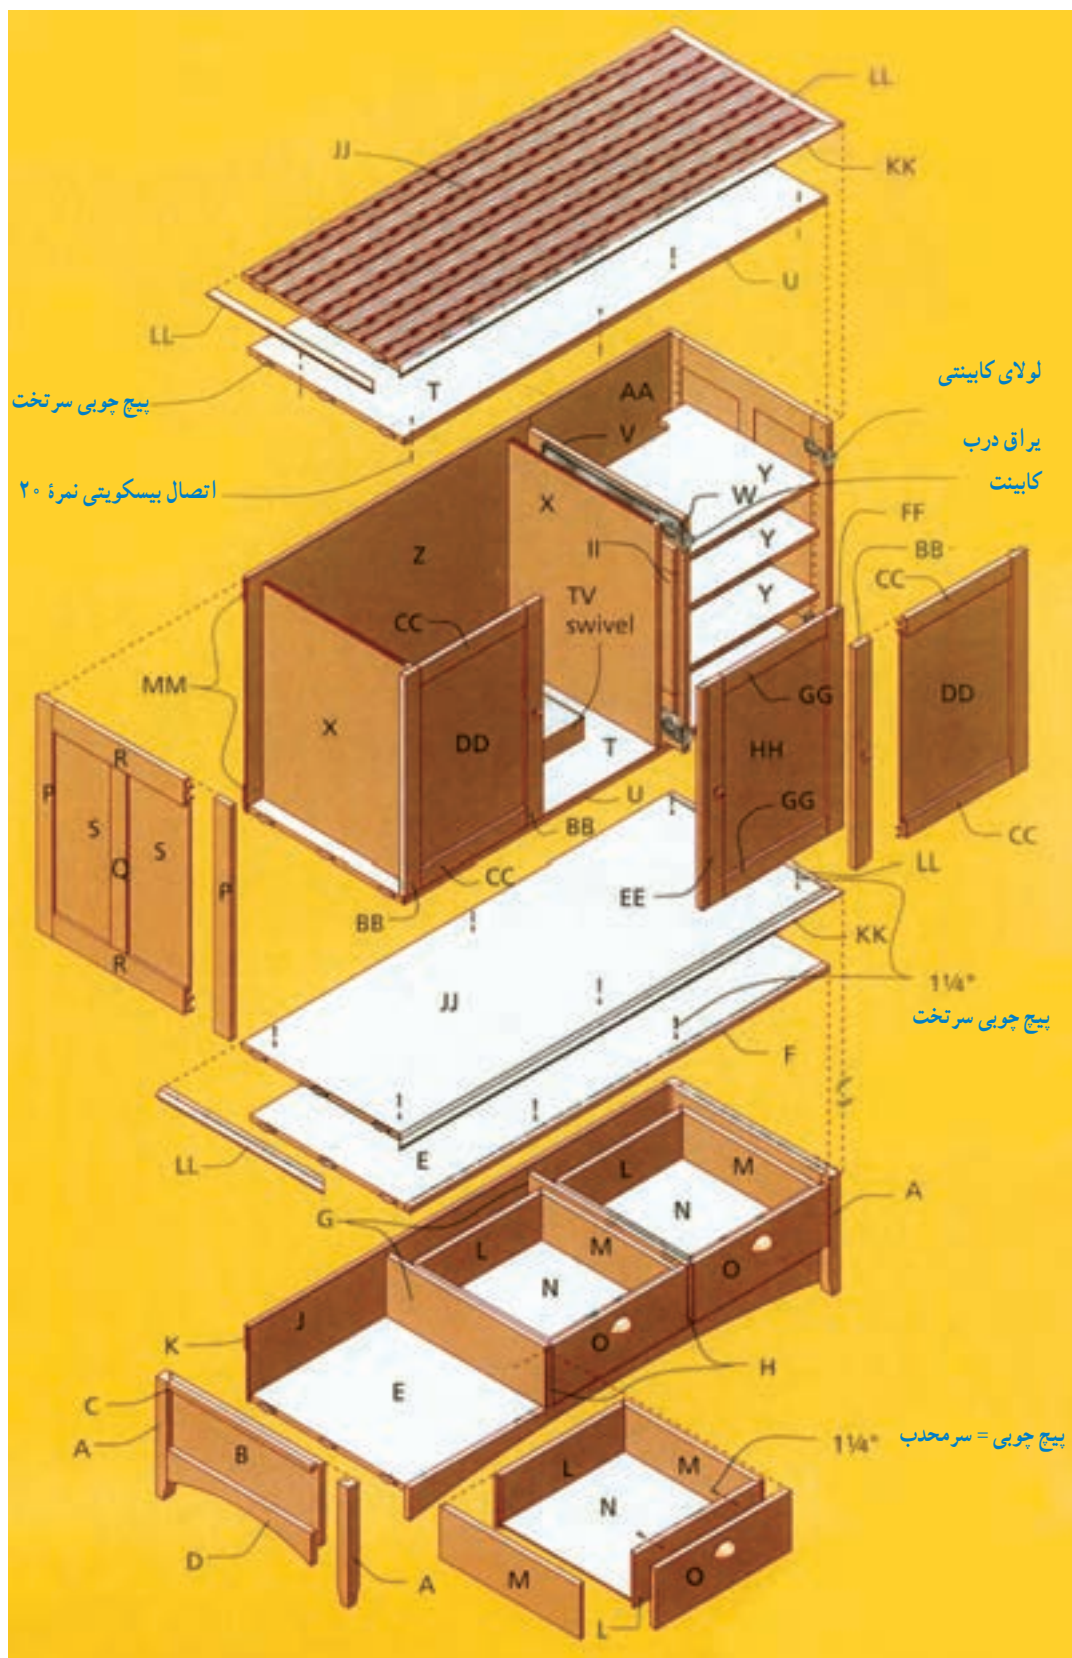 LL
JJ
KK
U
LL
T
پیچ چوبی سرتخت
لولای کابینتی
AA
V
یراق درب
کابینت
اتصال بیسکویتی نمرهٔ ۲۰
Y
W
X
FF
Z
II
Y
BB
CC
TV
swivel
Y
CC
MM
GG
DD
X
DD
T
HH
R
P
U
GG
S
S
BB
CC
Q
CC
LL
P
EE
BB
KK
R
JJ
1¼"
پیچ چوبی سرتخت
F
E
LL
L
M
A
G
N
L
M
O
N
J
O
K
H
E
C
A
B
1¼"
پیچ چوبی = سرمحدب
L
M
N
D
A
M
O
L